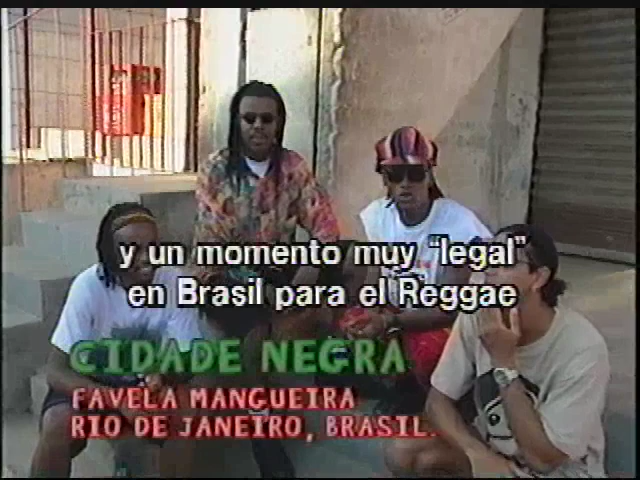 y un momento muy "legal"
en Brasil para el Reggae
CIDADE NEGRA
FAVELA MANGUEIRA
RIO DE JANEIRO, BRASIL.